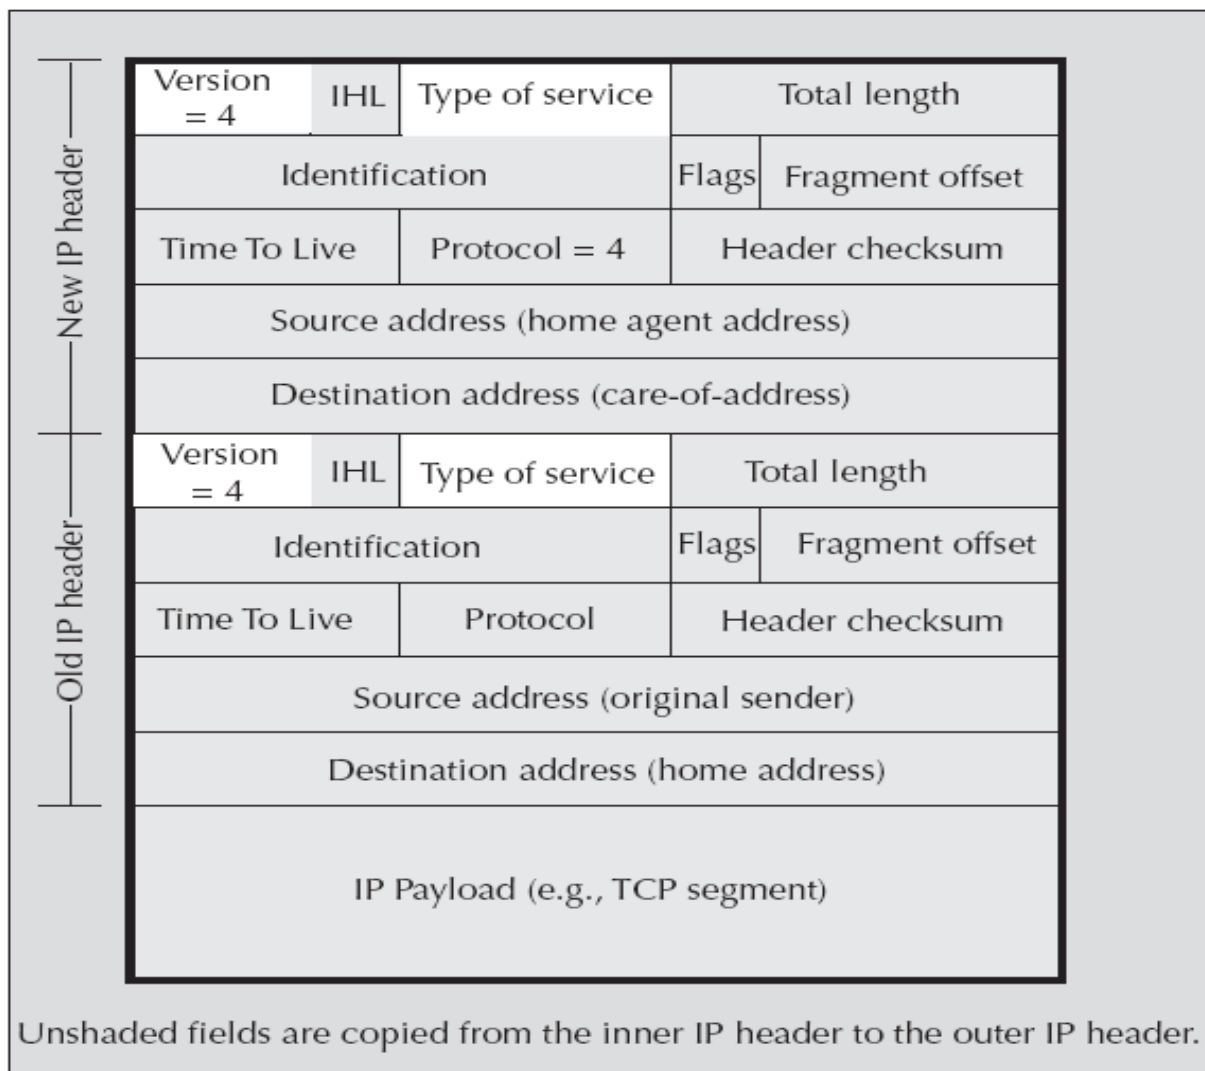 New IP header
Version
= 4
IHL
Type of service
Total length
Identification
Flags
Fragment offset
Time To Live
Protocol = 4
Header checksum
Source address (home agent address)
Destination address (care-of-address)
Old IP header
Version
= 4
IHL
Type of service
Total length
Identification
Flags
Fragment offset
Time To Live
Protocol
Header checksum
Source address (original sender)
Destination address (home address)
IP Payload (e.g., TCP segment)
Unshaded fields are copied from the inner IP header to the outer IP header.